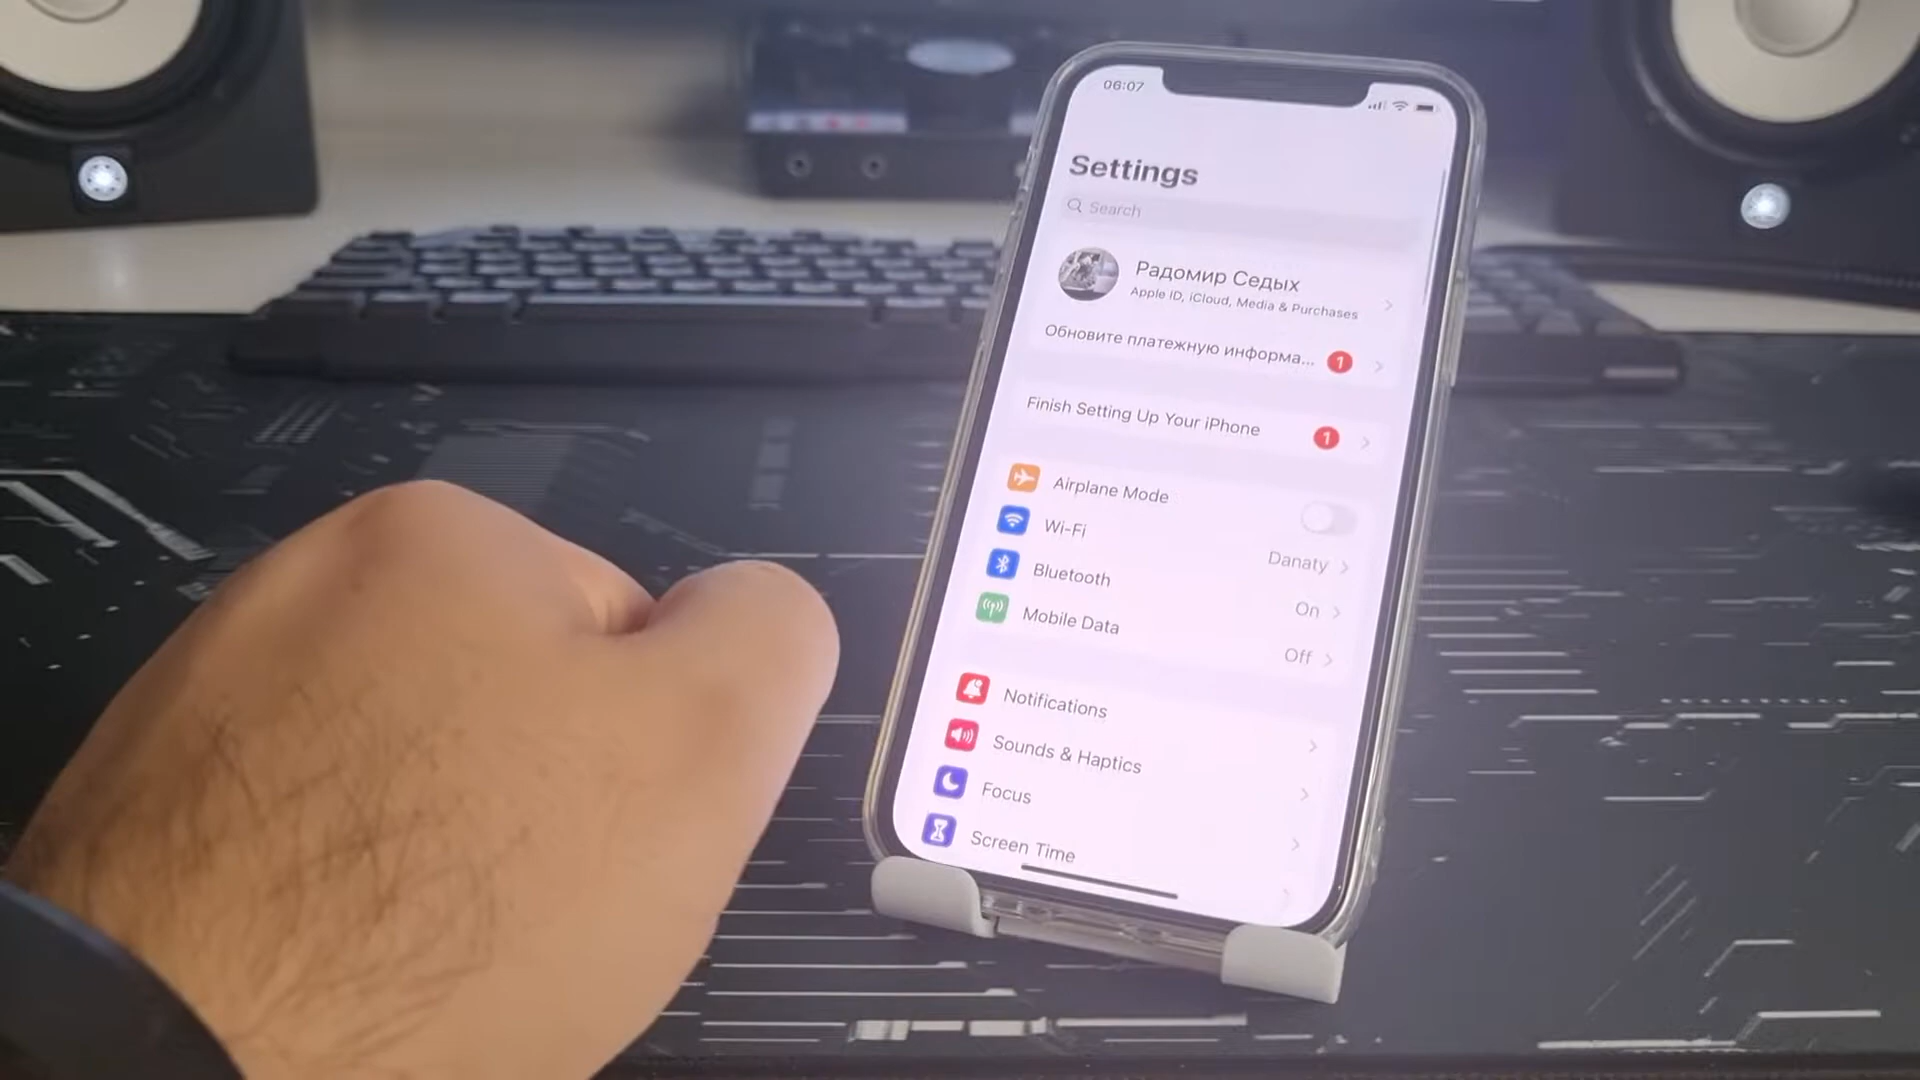 06:07
Settings
Search
Радомир Седых
Apple ID, iCloud, Media & Purchases
Обновите платежную информа...
1
Finish Setting Up Your iPhone
1
Airplane Mode
Wi-Fi
Danaty
Bluetooth
On
Mobile Data
Off
Notifications
Sounds & Haptics
Focus
Screen Time